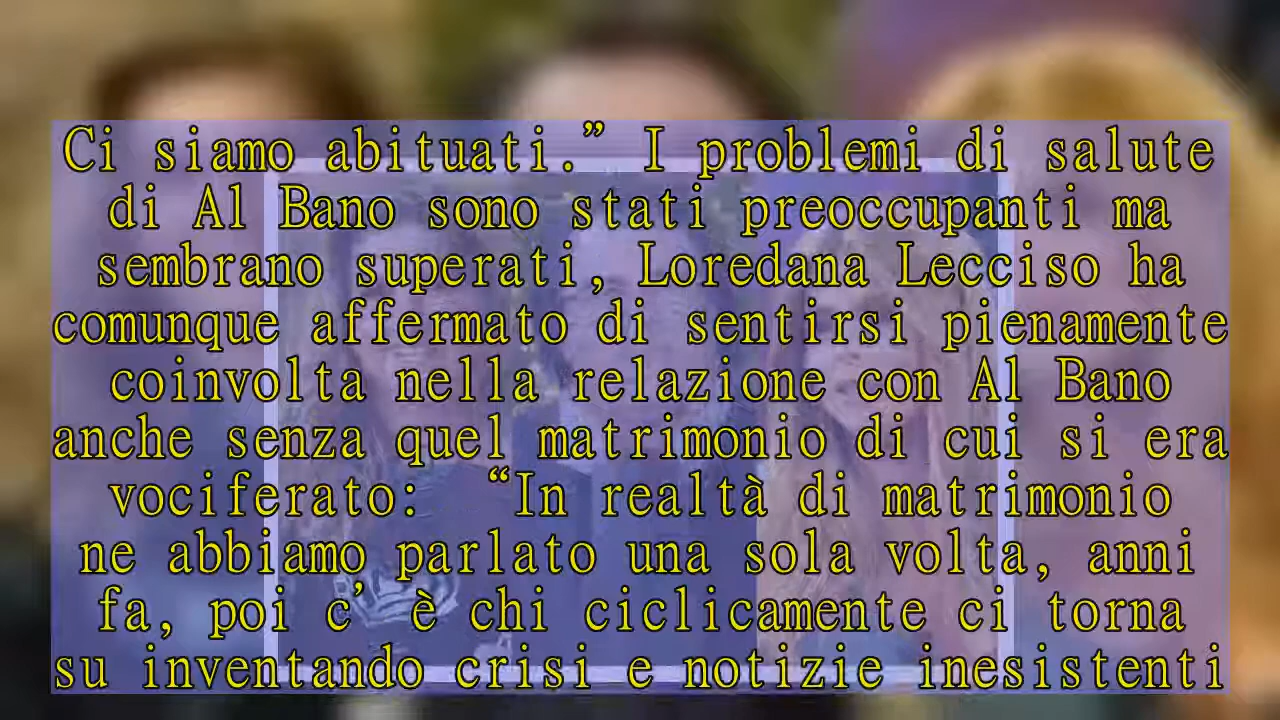 Ci siamo abituati.” I problemi di salute
di Al Bano sono stati preoccupanti ma
sembrano superati, Loredana Lecciso ha
comunque affermato di sentirsi pienamente
coinvolta nella relazione con Al Bano
anche senza quel matrimonio di cui si era
vociferato: “In realtà di matrimonio
ne abbiamo parlato una sola volta, anni
fa, poi c’è chi ciclicamente ci torna
su inventando crisi e notizie inesistenti